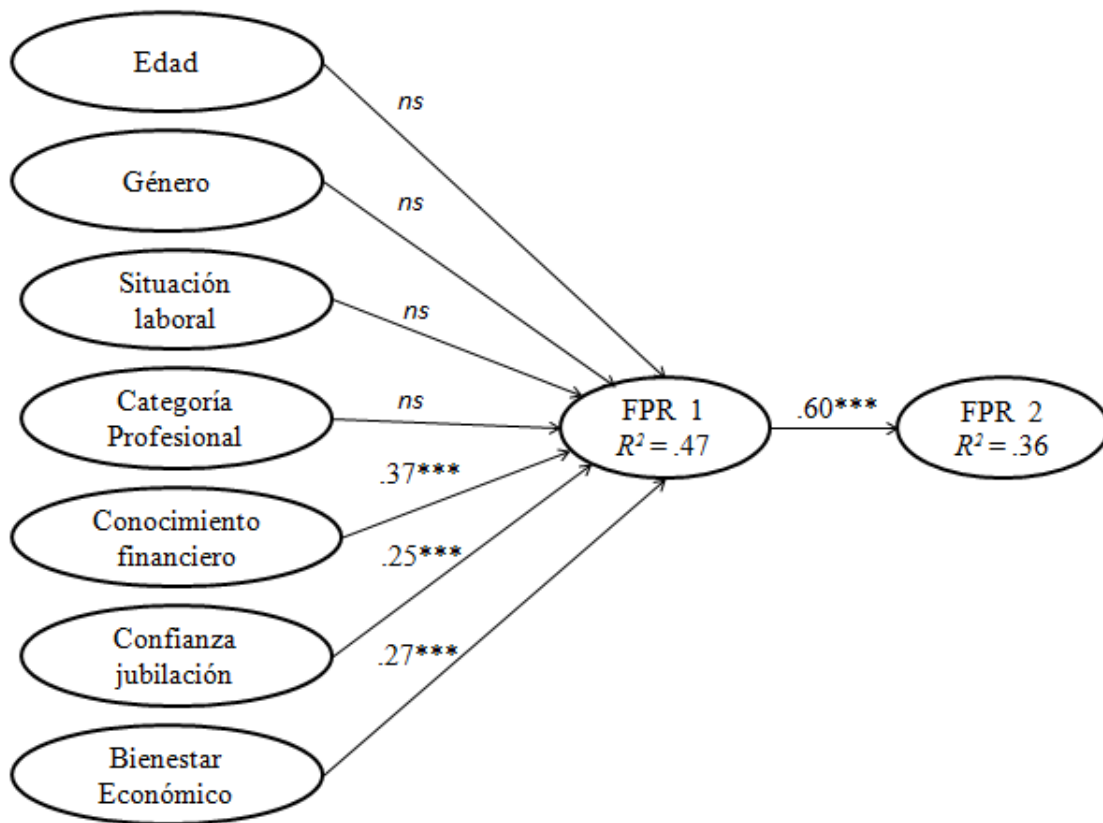 Edad
ns
Género
ns
Situación
laboral
ns
Categoría
Profesional
ns
FPR 1
R² = .47
.60***
FPR 2
R² = .36
Conocimiento
financiero
.37***
Confianza
jubilación
.25***
Bienestar
Económico
.27***